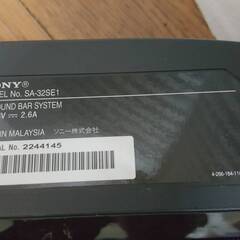 ONY®
EL No. SA-32SE1
OUND BAR SYSTEM
V ⎓ 2.6A
IN MALAYSIA ソニー株式会社
AL No. 2244145